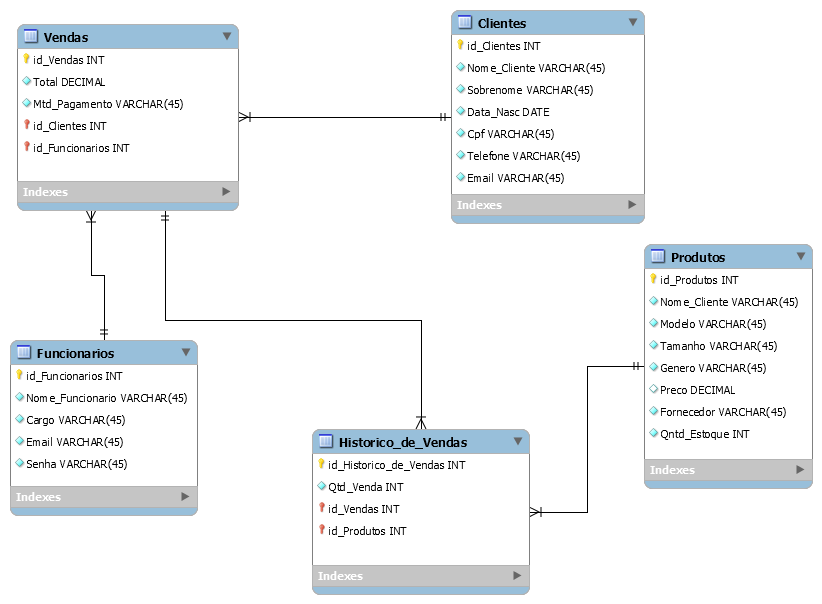 Vendas
id_Vendas INT
Total DECIMAL
Mtd_Pagamento VARCHAR(45)
id_Clientes INT
id_Funcionarios INT
Indexes
Clientes
id_Clientes INT
Nome_Cliente VARCHAR(45)
Sobrenome VARCHAR(45)
Data_Nasc DATE
Cpf VARCHAR(45)
Telefone VARCHAR(45)
Email VARCHAR(45)
Indexes
Produtos
id_Produtos INT
Nome_Cliente VARCHAR(45)
Modelo VARCHAR(45)
Tamanho VARCHAR(45)
Genero VARCHAR(45)
Preco DECIMAL
Fornecedor VARCHAR(45)
Qntd_Estoque INT
Indexes
Funcionarios
id_Funcionarios INT
Nome_Funcionario VARCHAR(45)
Cargo VARCHAR(45)
Email VARCHAR(45)
Senha VARCHAR(45)
Indexes
Historico_de_Vendas
id_Historico_de_Vendas INT
Qtd_Venda INT
id_Vendas INT
id_Produtos INT
Indexes